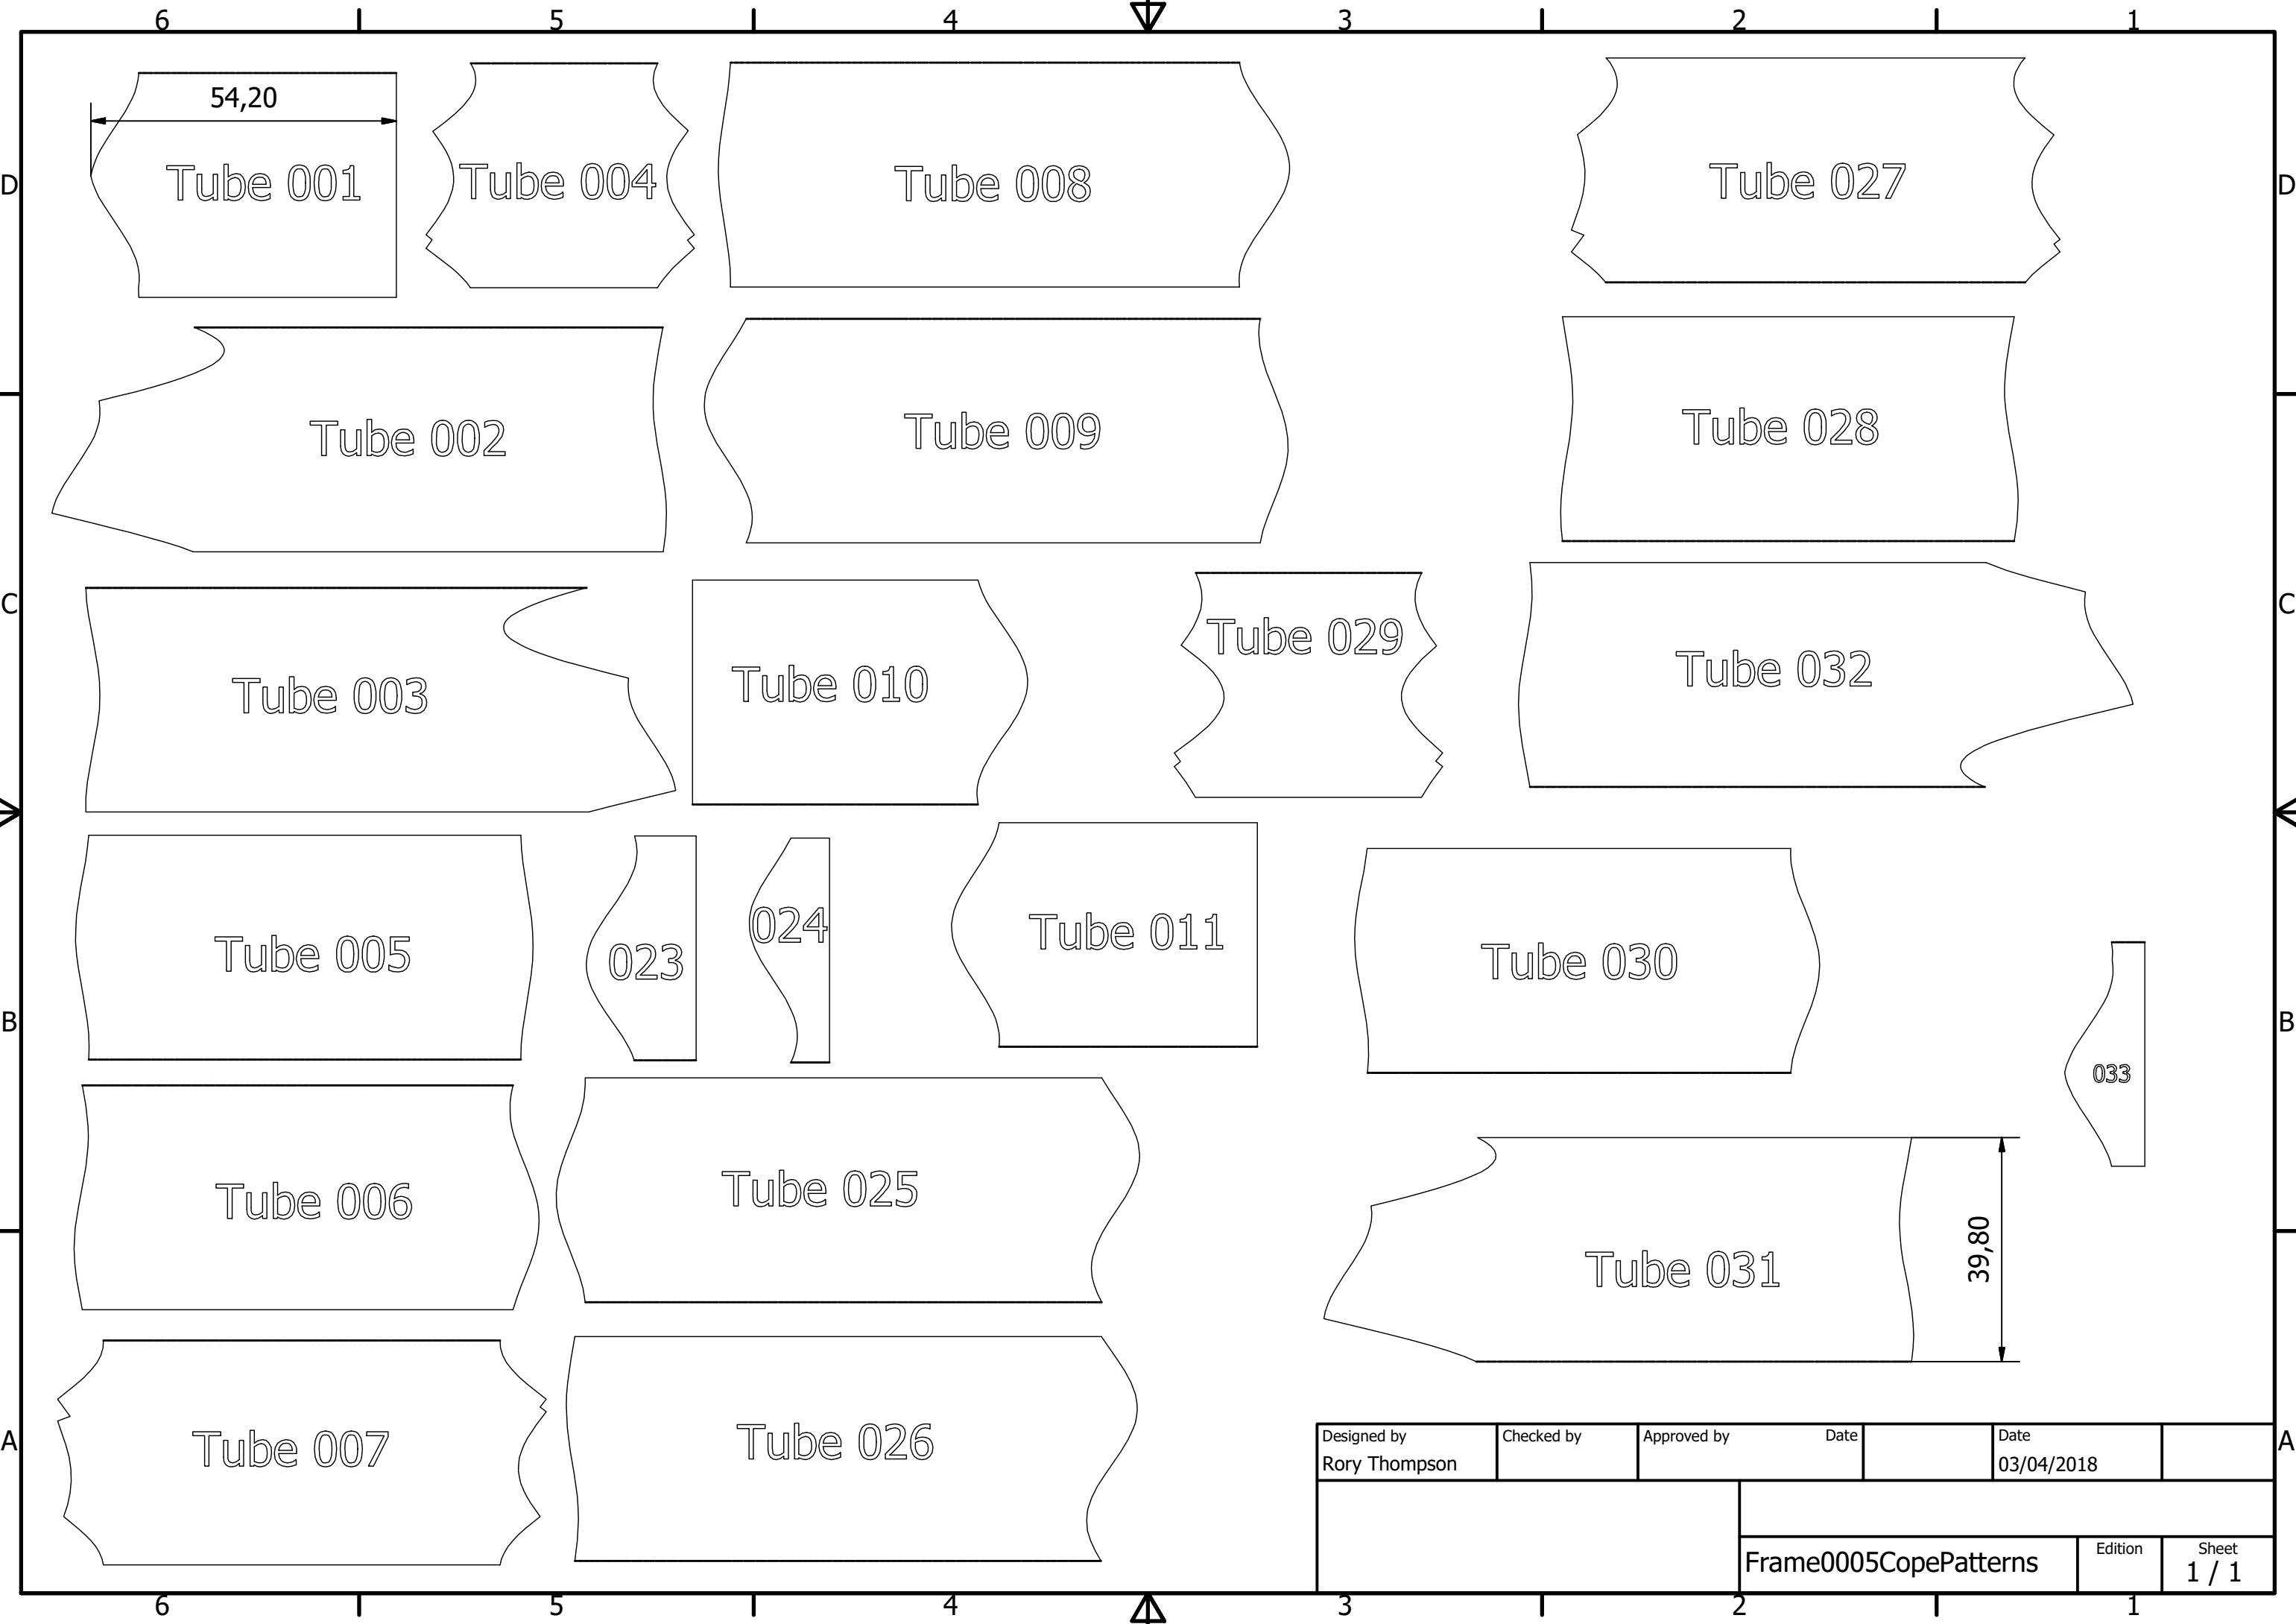 6 5 4 3 2 1
54,20
Tube 001
Tube 004
Tube 008
Tube 027
D D
Tube 002
Tube 009
Tube 028
C C
Tube 003
Tube 010
Tube 029
Tube 032
Tube 005
023
024
Tube 011
Tube 030
033
B B
Tube 006
Tube 025
Tube 031
39,80
Tube 007
Tube 026
A A
Designed by
Rory Thompson
Checked by
Approved by
Date
Date
03/04/2018
Frame0005CopePatterns
Edition
Sheet
1 / 1
6 5 4 3 2 1